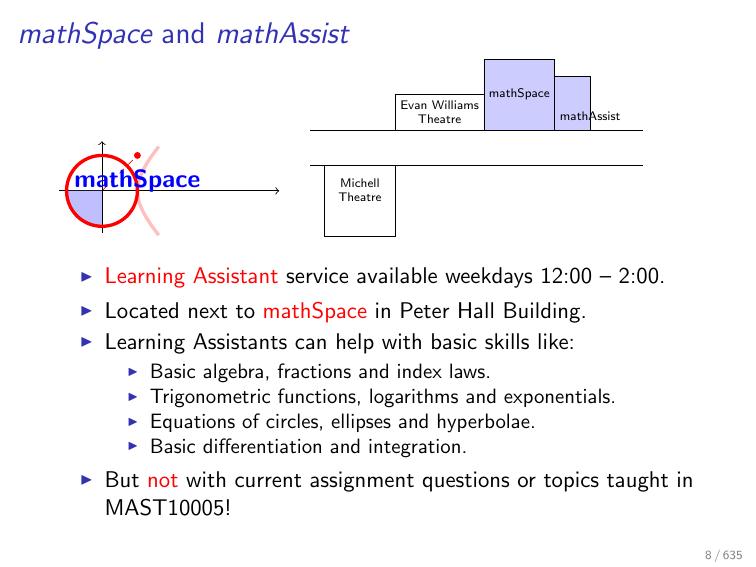 mathSpace and mathAssist
mathSpace
Evan Williams
Theatre
mathSpace
mathAssist
Michell
Theatre
Learning Assistant service available weekdays 12:00 – 2:00.
Located next to mathSpace in Peter Hall Building.
Learning Assistants can help with basic skills like:
Basic algebra, fractions and index laws.
Trigonometric functions, logarithms and exponentials.
Equations of circles, ellipses and hyperbolae.
Basic differentiation and integration.
But not with current assignment questions or topics taught in
MAST10005!
8 / 635